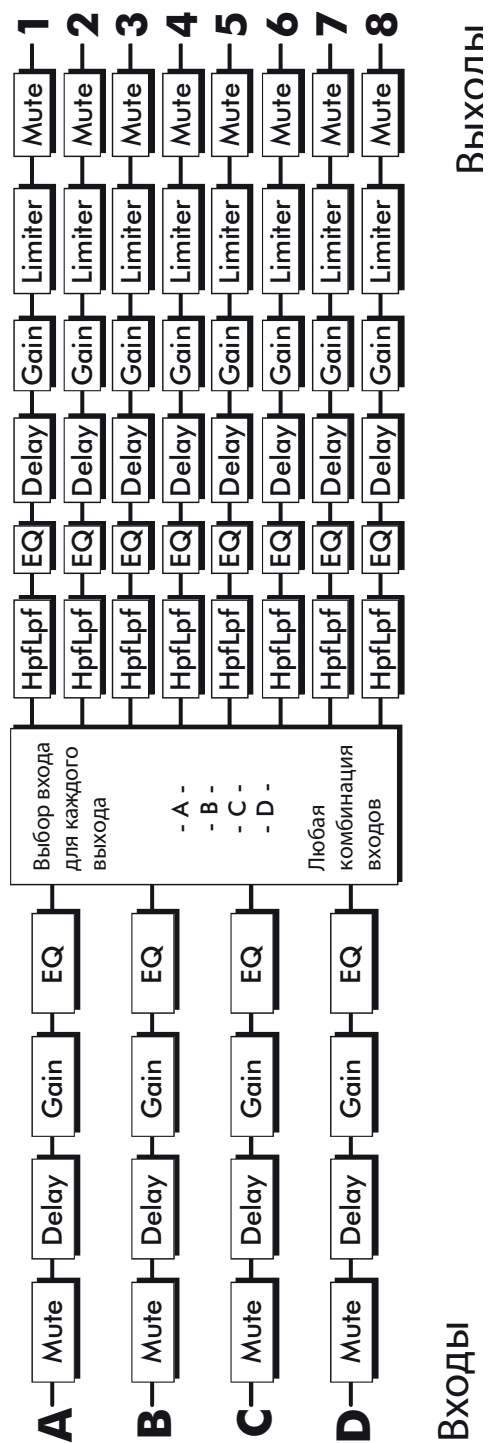 A Mute Delay Gain EQ
B Mute Delay Gain EQ
C Mute Delay Gain EQ
D Mute Delay Gain EQ
Выбор входа
для каждого
выхода
- A -
- B -
- C -
- D -
Любая
комбинация
входов
HpfLpf EQ Delay Gain Limiter Mute 1
HpfLpf EQ Delay Gain Limiter Mute 2
HpfLpf EQ Delay Gain Limiter Mute 3
HpfLpf EQ Delay Gain Limiter Mute 4
HpfLpf EQ Delay Gain Limiter Mute 5
HpfLpf EQ Delay Gain Limiter Mute 6
HpfLpf EQ Delay Gain Limiter Mute 7
HpfLpf EQ Delay Gain Limiter Mute 8
Входы
Выходы